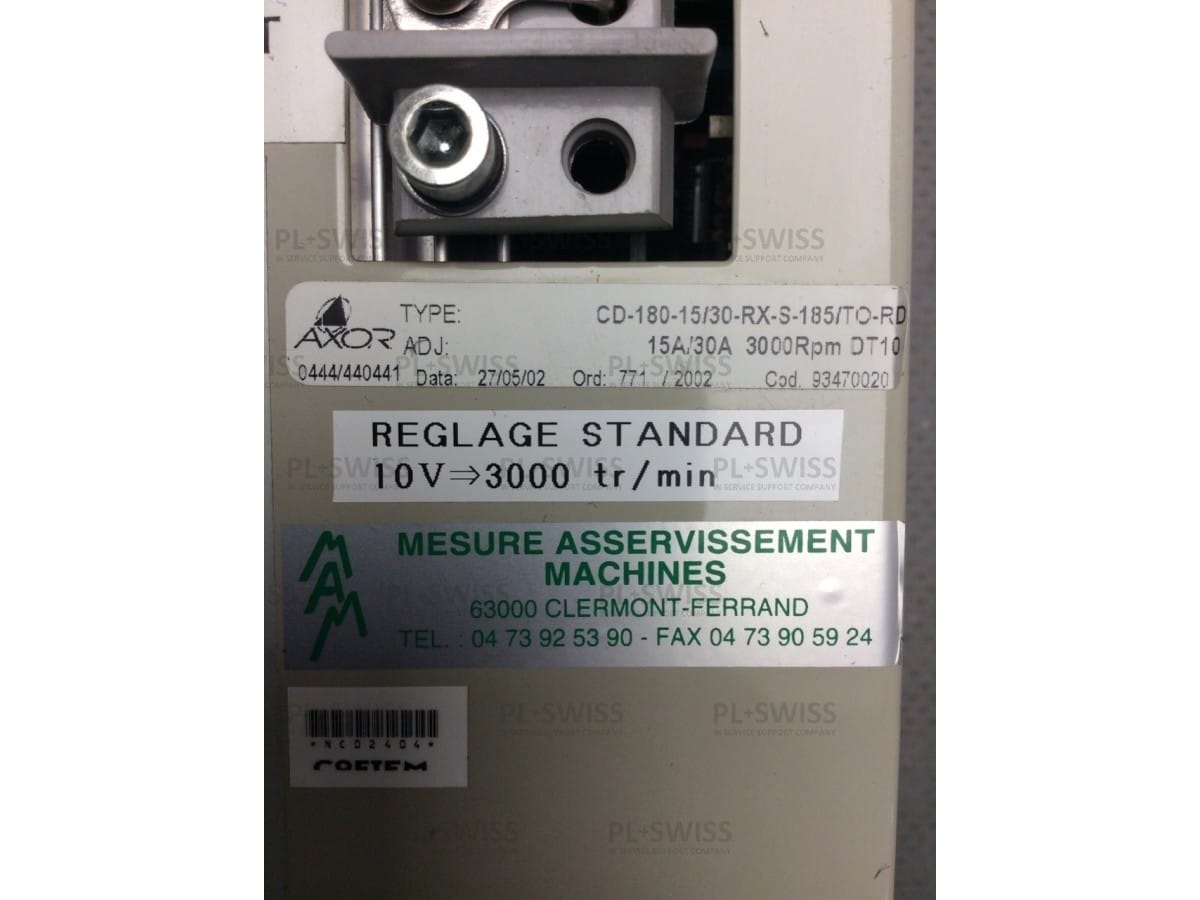 T
AXOR
TYPE: CD-180-15/30-RX-S-185/TO-RD
ADJ: 15A/30A 3000Rpm DT10
0444/440441 Data: 27/05/02 Ord: 771 / 2002 Cod. 93470020
REGLAGE STANDARD
10V⇒3000 tr/min
MAM
MESURE ASSERVISSEMENT
MACHINES
63000 CLERMONT-FERRAND
TEL. : 04 73 92 53 90 - FAX 04 73 90 59 24
*NC02404*
PL+SWISS
IN SERVICE SUPPORT COMPANY